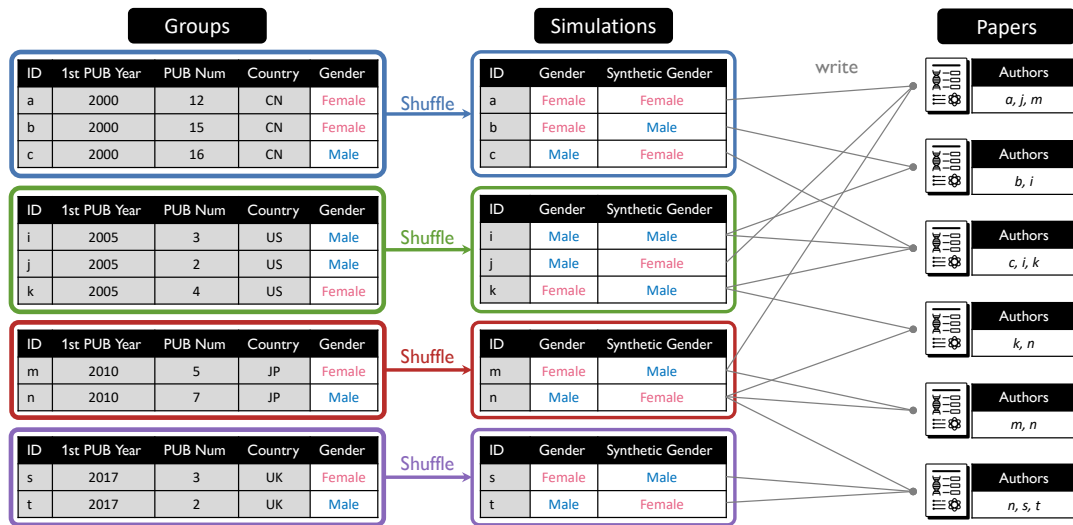 Groups
Simulations
Papers
ID 1st PUB Year PUB Num Country Gender
a 2000 12 CN Female
b 2000 15 CN Female
c 2000 16 CN Male
Shuffle
ID Gender Synthetic Gender
a Female Female
b Female Male
c Male Female
write
Authors
a, j, m
Authors
b, i
ID 1st PUB Year PUB Num Country Gender
i 2005 3 US Male
j 2005 2 US Male
k 2005 4 US Female
Shuffle
ID Gender Synthetic Gender
i Male Male
j Male Female
k Female Male
Authors
c, i, k
Authors
k, n
ID 1st PUB Year PUB Num Country Gender
m 2010 5 JP Female
n 2010 7 JP Male
Shuffle
ID Gender Synthetic Gender
m Female Male
n Male Female
Authors
m, n
ID 1st PUB Year PUB Num Country Gender
s 2017 3 UK Female
t 2017 2 UK Male
Shuffle
ID Gender Synthetic Gender
s Female Male
t Male Female
Authors
n, s, t